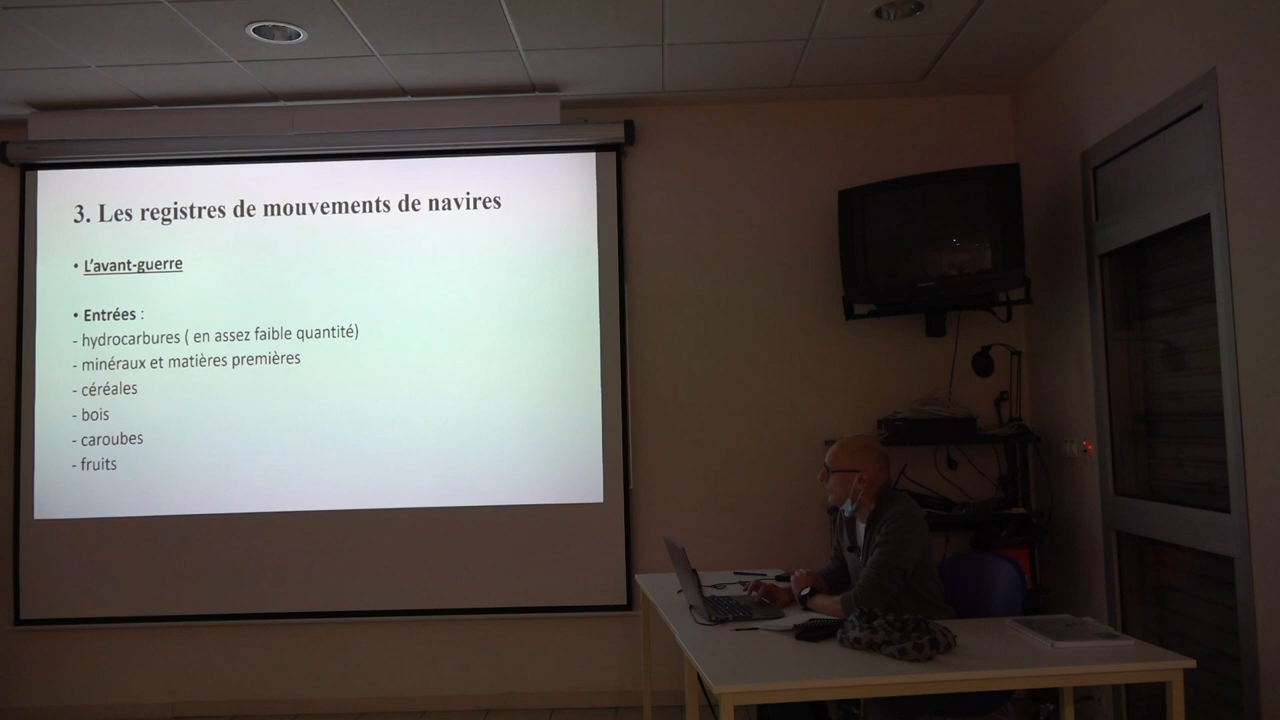 3. Les registres de mouvements de navires
• L'avant-guerre
• Entrées :
- hydrocarbures ( en assez faible quantité)
- minéraux et matières premières
- céréales
- bois
- caroubes
- fruits